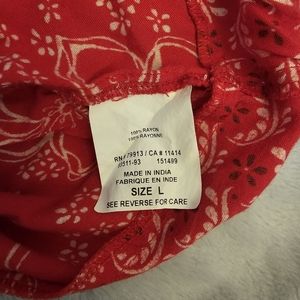 100% RAYON
100% RAYONNE
RN# 79913 / CA # 11414
151499
MADE IN INDIA
FABRIQUE EN INDE
SIZE L
SEE REVERSE FOR CARE